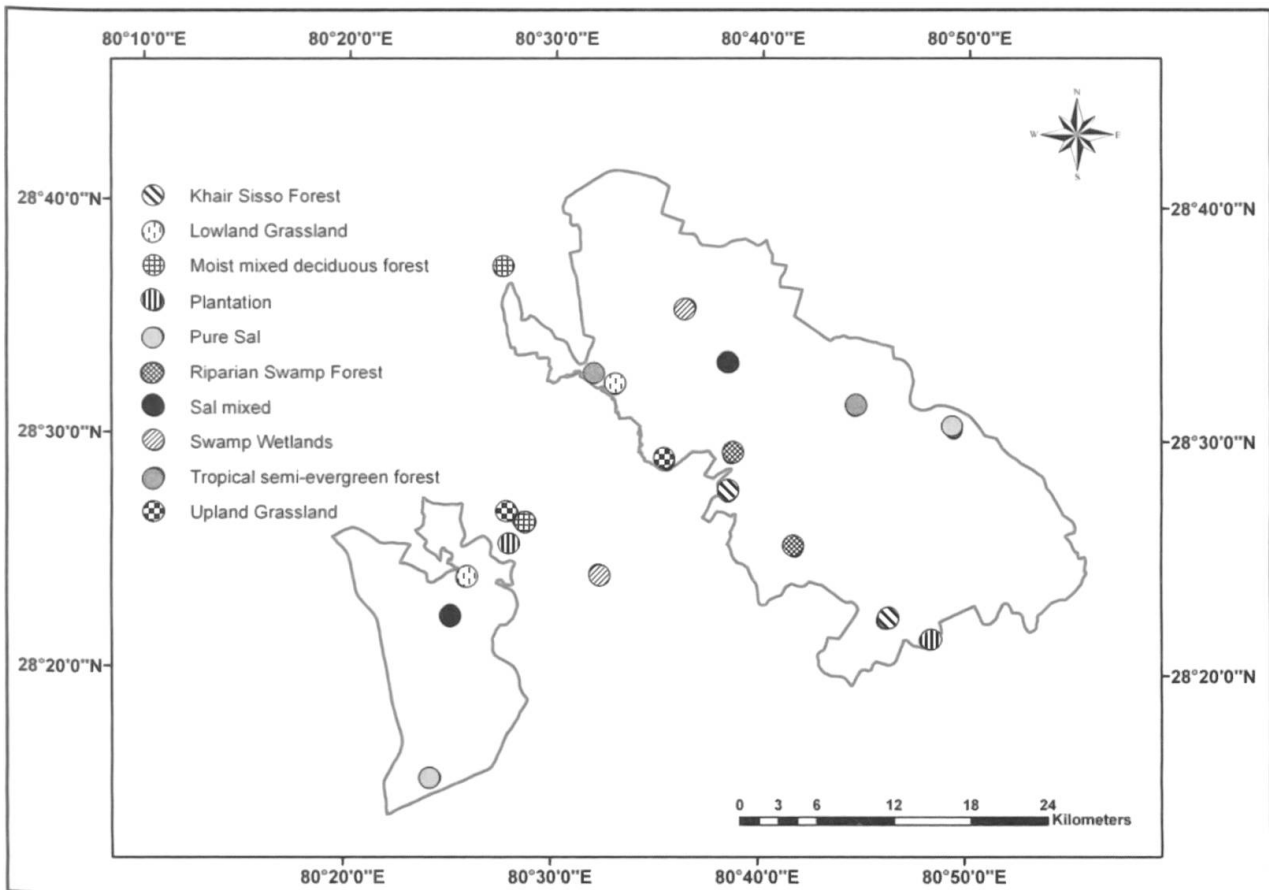 80°10'0"E 80°20'0"E 80°30'0"E 80°40'0"E 80°50'0"E
N
W E
S
28°40'0"N 28°40'0"N
Khair Sisso Forest
Lowland Grassland
Moist mixed deciduous forest
Plantation
Pure Sal
Riparian Swamp Forest
Sal mixed
28°30'0"N 28°30'0"N
Swamp Wetlands
Tropical semi-evergreen forest
Upland Grassland
28°20'0"N 28°20'0"N
0 3 6 12 18 24
Kilometers
80°20'0"E 80°30'0"E 80°40'0"E 80°50'0"E